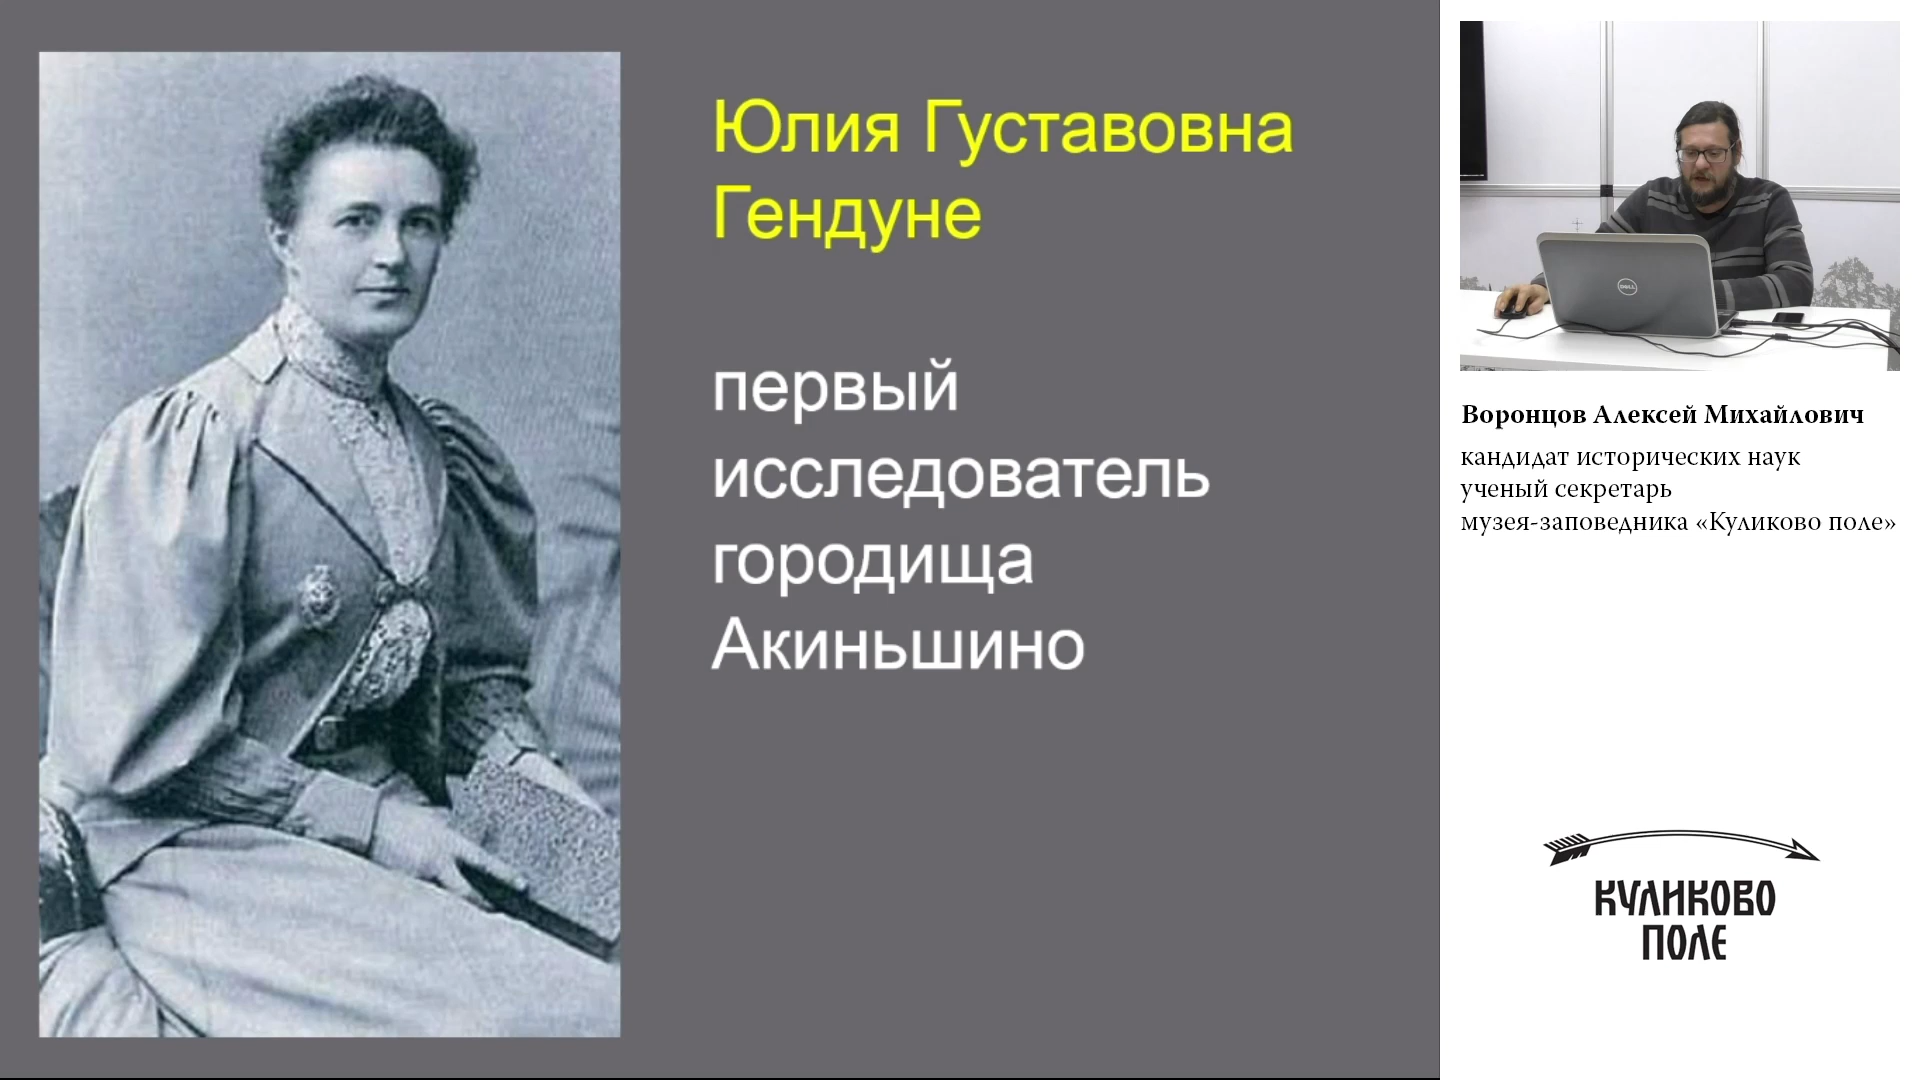 Юлия Густавовна
Гендуне
первый
исследователь
городища
Акиньшино
DELL
Воронцов Алексей Михайлович
кандидат исторических наук
ученый секретарь
музея-заповедника «Куликово поле»
КУЛИКОВО
ПОЛЕ